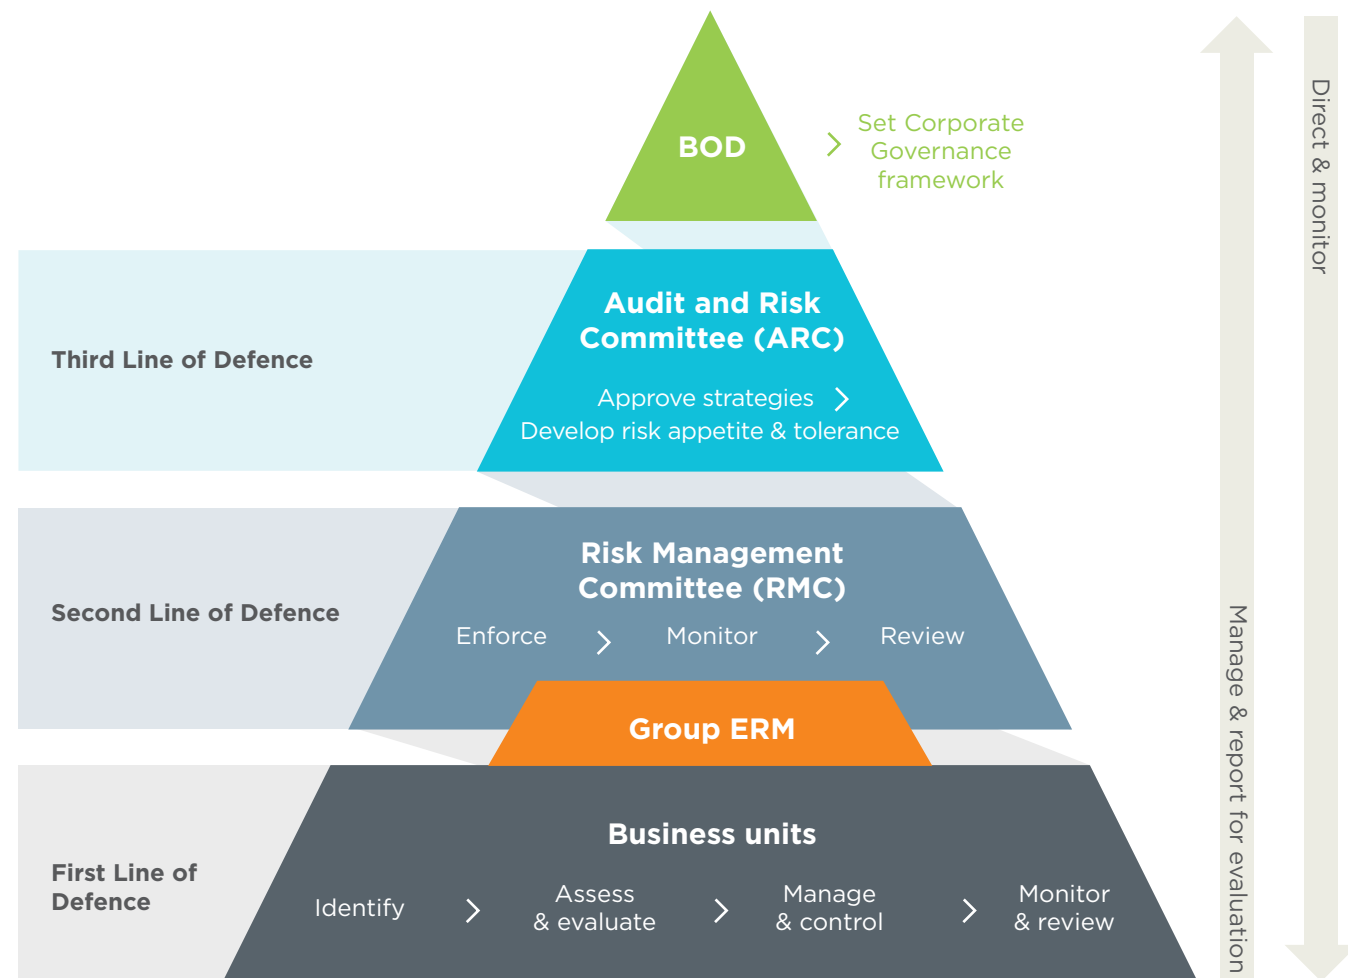 BOD
Set Corporate
Governance
framework
Third Line of Defence
Audit and Risk
Committee (ARC)
Approve strategies
Develop risk appetite & tolerance
Second Line of Defence
Risk Management
Committee (RMC)
Enforce
Monitor
Review
Group ERM
First Line of
Defence
Business units
Identify
Assess
& evaluate
Manage
& control
Monitor
& review
Manage & report for evaluation
Direct & monitor